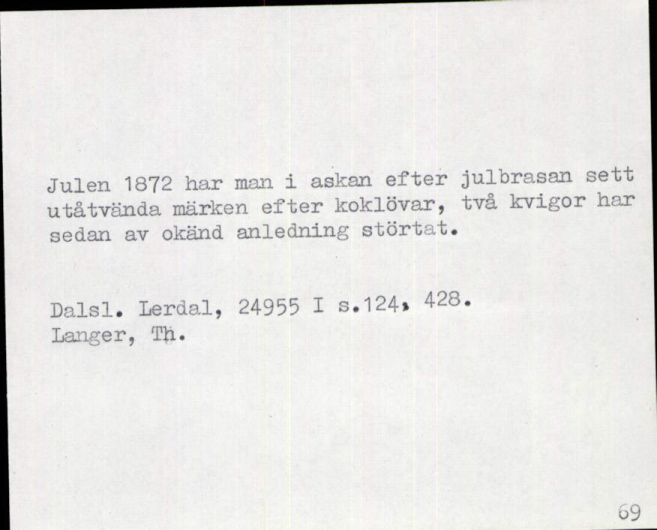 Julen 1872 har man i askan efter julbrasan sett
utåtvända märken efter koklövar, två kvigor har
sedan av okänd anledning störtat.
Dalsl. Lerdal, 24955 I s.124, 428.
Langer, Th.
69